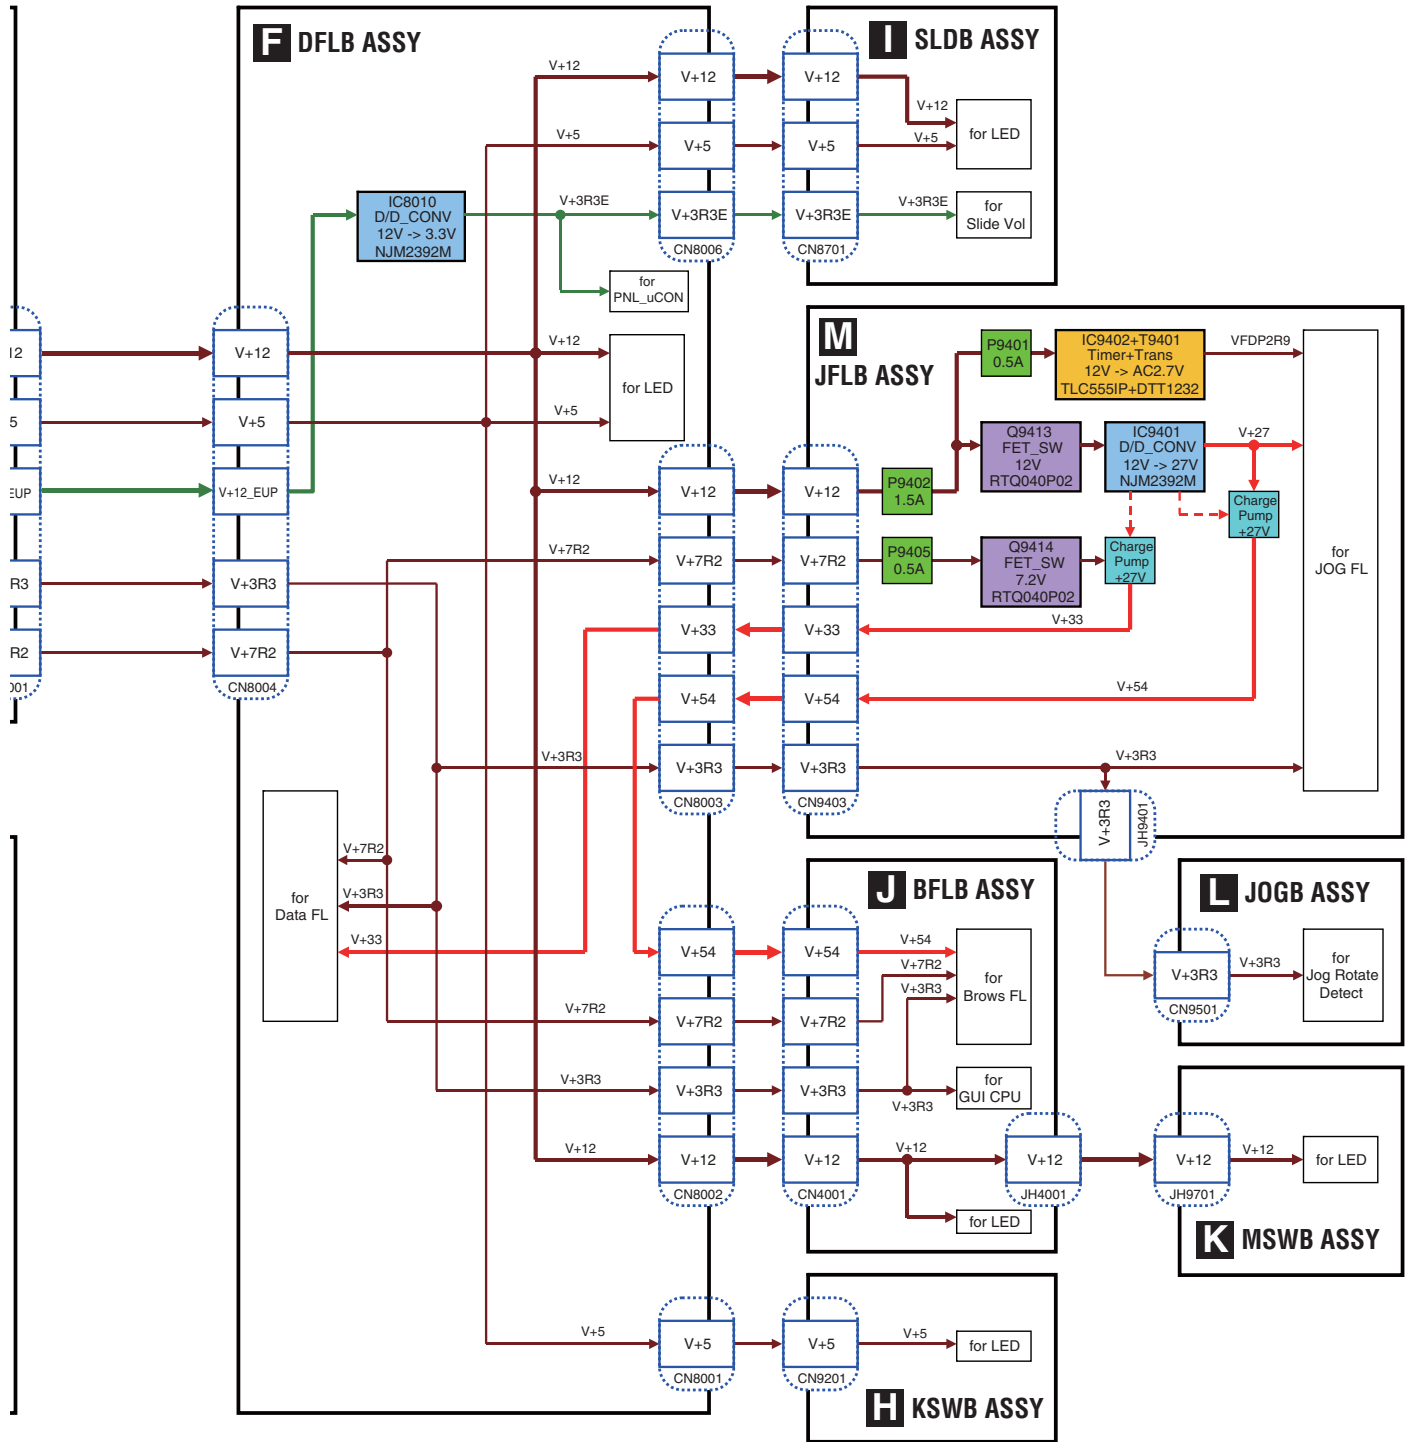 F DFLB ASSY
I SLDB ASSY
V+12
V+12
V+12
V+12
for LED
V+5
V+5
V+5
V+5
IC8010
D/D_CONV
12V -> 3.3V
NJM2392M
V+3R3E
V+3R3E
V+3R3E
V+3R3E
for
Slide Vol
CN8006
CN8701
for
PNL_uCON
12
V+12
V+12
for LED
V+5
5
V+5
EUP
V+12_EUP
R3
V+3R3
R2
V+7R2
001
CN8004
M
JFLB ASSY
P9401
0.5A
IC9402+T9401
Timer+Trans
12V -> AC2.7V
TLC555IP+DTT1232
VFDP2R9
Q9413
FET_SW
12V
RTQ040P02
IC9401
D/D_CONV
12V -> 27V
NJM2392M
V+27
V+12
V+12
V+12
P9402
1.5A
Charge
Pump
+27V
V+7R2
V+7R2
V+7R2
P9405
0.5A
Q9414
FET_SW
7.2V
RTQ040P02
Charge
Pump
+27V
for
JOG FL
V+33
V+33
V+33
V+54
V+54
V+54
V+3R3
V+3R3
V+3R3
V+3R3
CN8003
CN9403
V+3R3
JH9401
for
Data FL
V+7R2
V+3R3
V+33
J BFLB ASSY
L JOGB ASSY
V+54
V+54
V+54
V+7R2
V+3R3
for
Brows FL
V+3R3
CN9501
V+3R3
for
Jog Rotate
Detect
V+7R2
V+7R2
V+7R2
V+3R3
V+3R3
V+3R3
V+3R3
for
GUI CPU
V+12
V+12
V+12
V+12
V+12
V+12
V+12
for LED
CN8002
CN4001
JH4001
JH9701
for LED
K MSWB ASSY
V+5
V+5
V+5
V+5
for LED
CN8001
CN9201
H KSWB ASSY